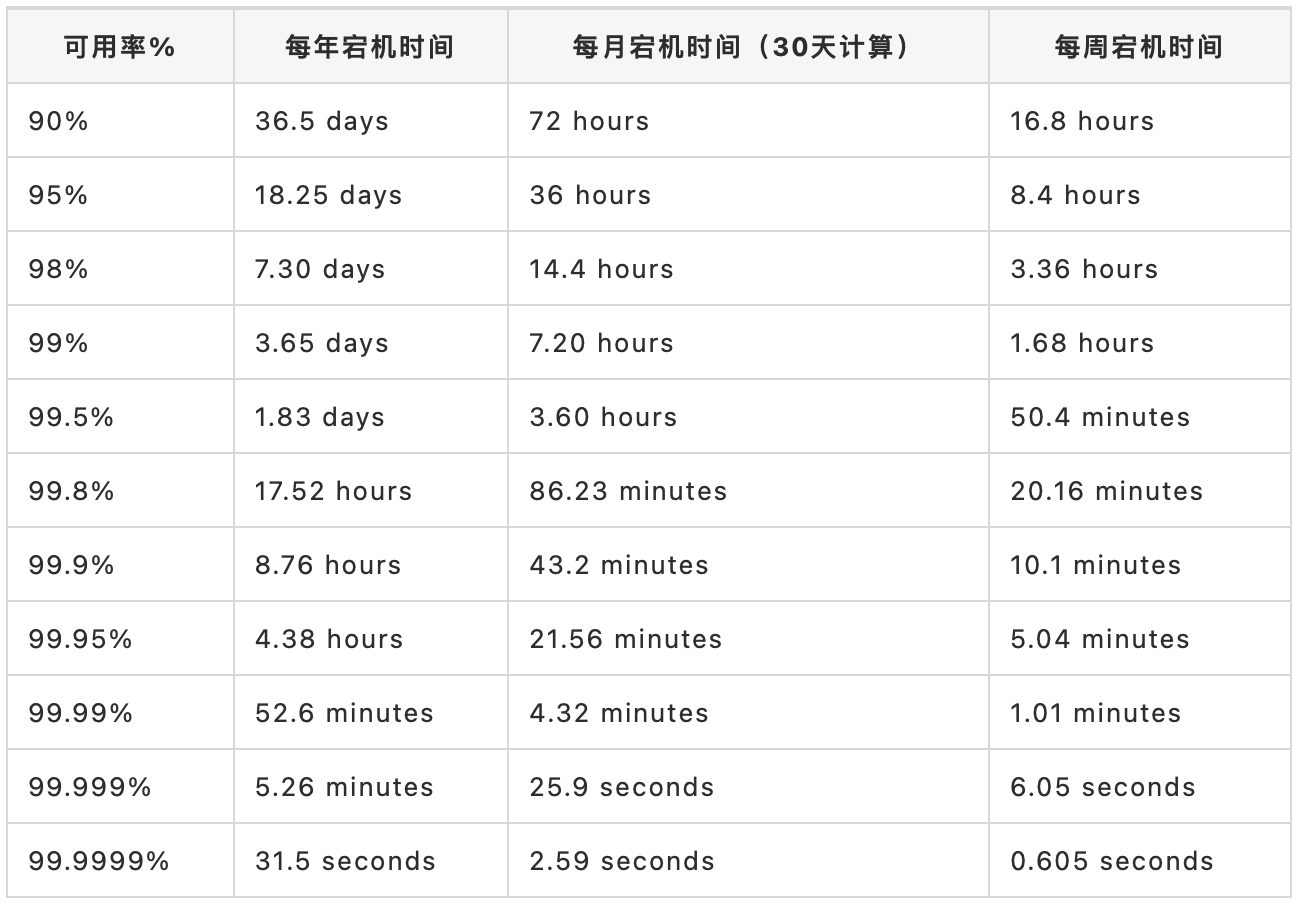 可用率% 每年宕机时间 每月宕机时间（30天计算） 每周宕机时间
90% 36.5 days 72 hours 16.8 hours
95% 18.25 days 36 hours 8.4 hours
98% 7.30 days 14.4 hours 3.36 hours
99% 3.65 days 7.20 hours 1.68 hours
99.5% 1.83 days 3.60 hours 50.4 minutes
99.8% 17.52 hours 86.23 minutes 20.16 minutes
99.9% 8.76 hours 43.2 minutes 10.1 minutes
99.95% 4.38 hours 21.56 minutes 5.04 minutes
99.99% 52.6 minutes 4.32 minutes 1.01 minutes
99.999% 5.26 minutes 25.9 seconds 6.05 seconds
99.9999% 31.5 seconds 2.59 seconds 0.605 seconds